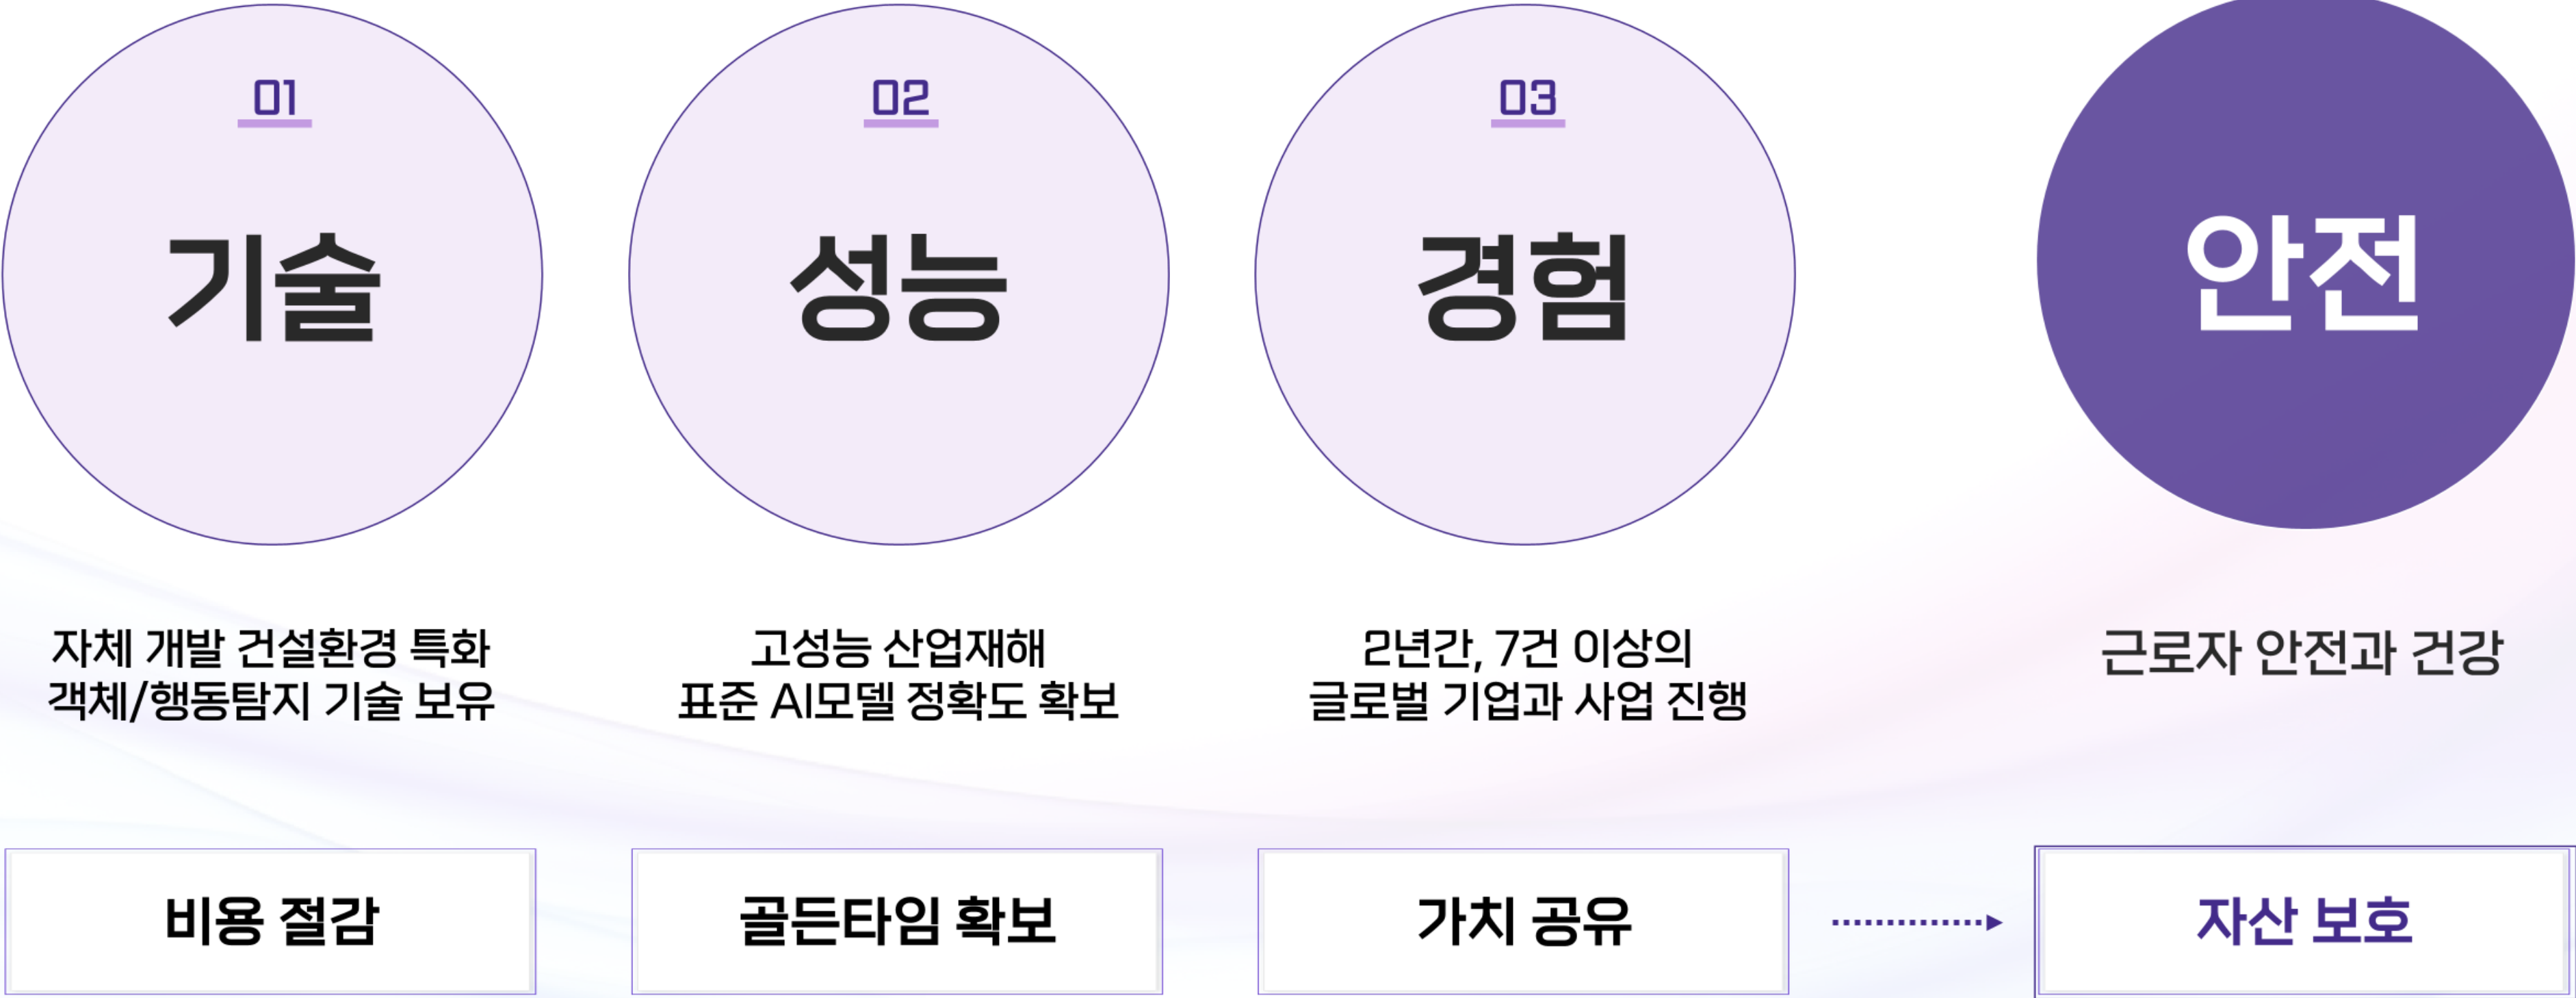 01
기술
자체 개발 건설환경 특화
객체/행동탐지 기술 보유
비용 절감
02
성능
고성능 산업재해
표준 AI모델 정확도 확보
골든타임 확보
03
경험
2년간, 7건 이상의
글로벌 기업과 사업 진행
가치 공유
안전
근로자 안전과 건강
자산 보호